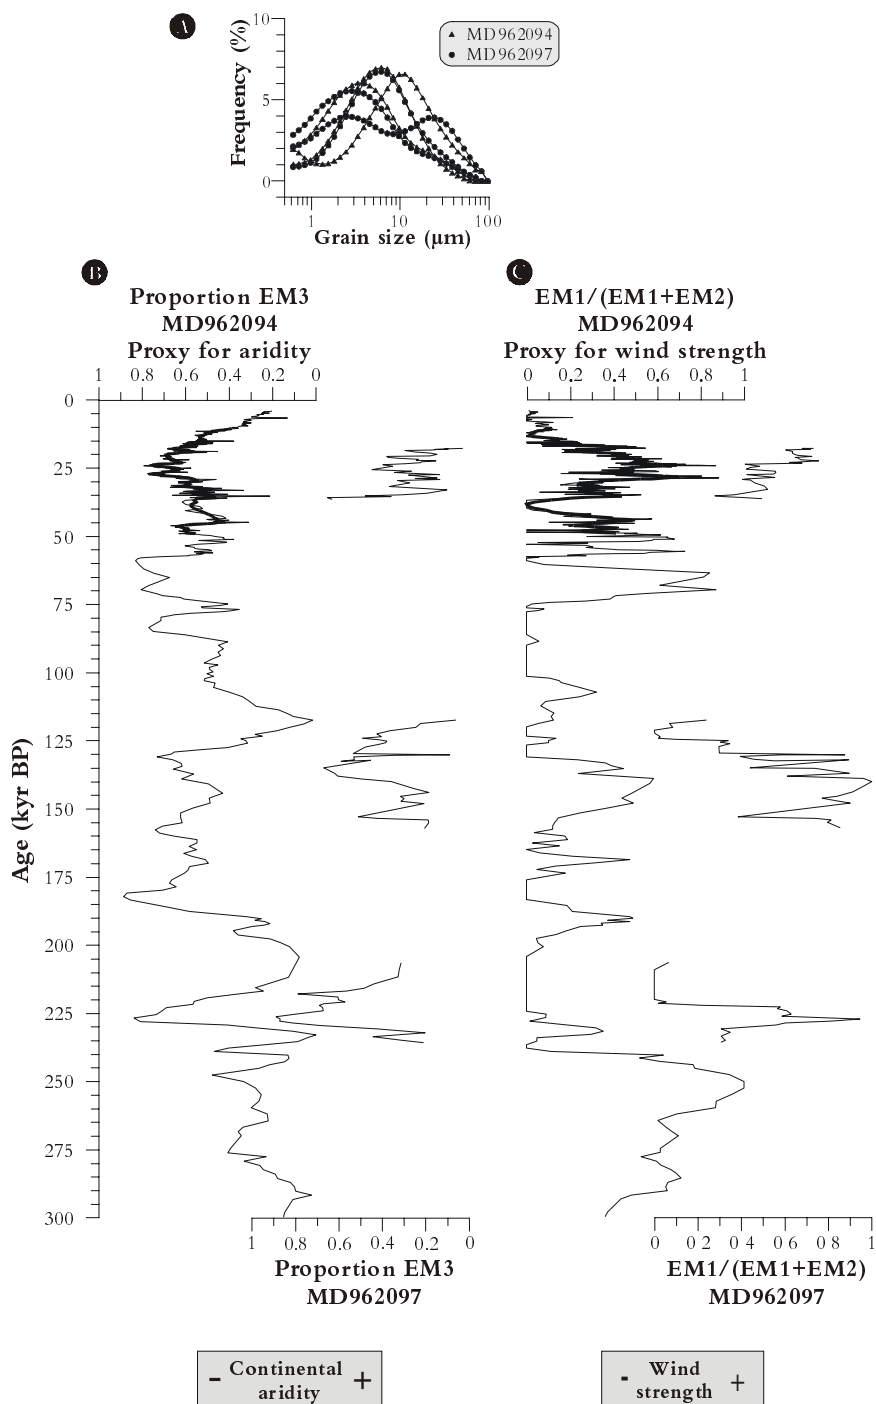 A
Frequency (%)
10
5
0
MD962094
MD962097
1
10
100
Grain size (µm)
B
Proportion EM3
MD962094
Proxy for aridity
1
0.8
0.6
0.4
0.2
0
C
EM1/(EM1+EM2)
MD962094
Proxy for wind strength
0
0.2
0.4
0.6
0.8
1
Age (kyr BP)
0
25
50
75
100
125
150
175
200
225
250
275
300
1
0.8
0.6
0.4
0.2
0
Proportion EM3
MD962097
0
0 2
0 4
0 6
0 8
1
EM1/(EM1+EM2)
MD962097
- Continental +
aridity
- Wind +
strength